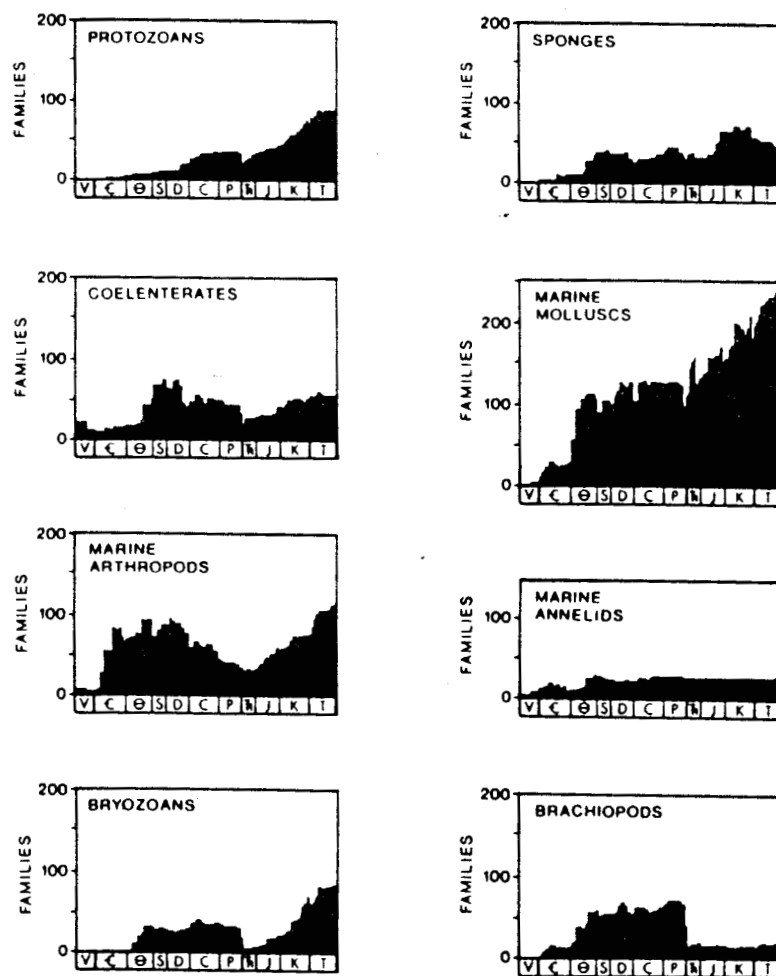 200
PROTOZOANS
FAMILIES
100
0
V Є Ɵ S D C P Ћ J K T
200
SPONGES
FAMILIES
100
0
V Є Ɵ S D C P Ћ J K T
200
COELENTERATES
FAMILIES
100
0
V Є Ɵ S D C P Ћ J K T
MARINE
MOLLUSCS
200
FAMILIES
100
0
V Є Ɵ S D C P Ћ J K T
200
MARINE
ARTHROPODS
FAMILIES
100
0
V Є Ɵ S D C P Ћ J K T
MARINE
ANNELIDS
FAMILIES
100
0
V Є Ɵ S D C P Ћ J K T
200
BRYOZOANS
FAMILIES
100
0
V Є Ɵ S D C P Ћ J K T
200
BRACHIOPODS
FAMILIES
100
0
V Є Ɵ S D C P Ћ J K T